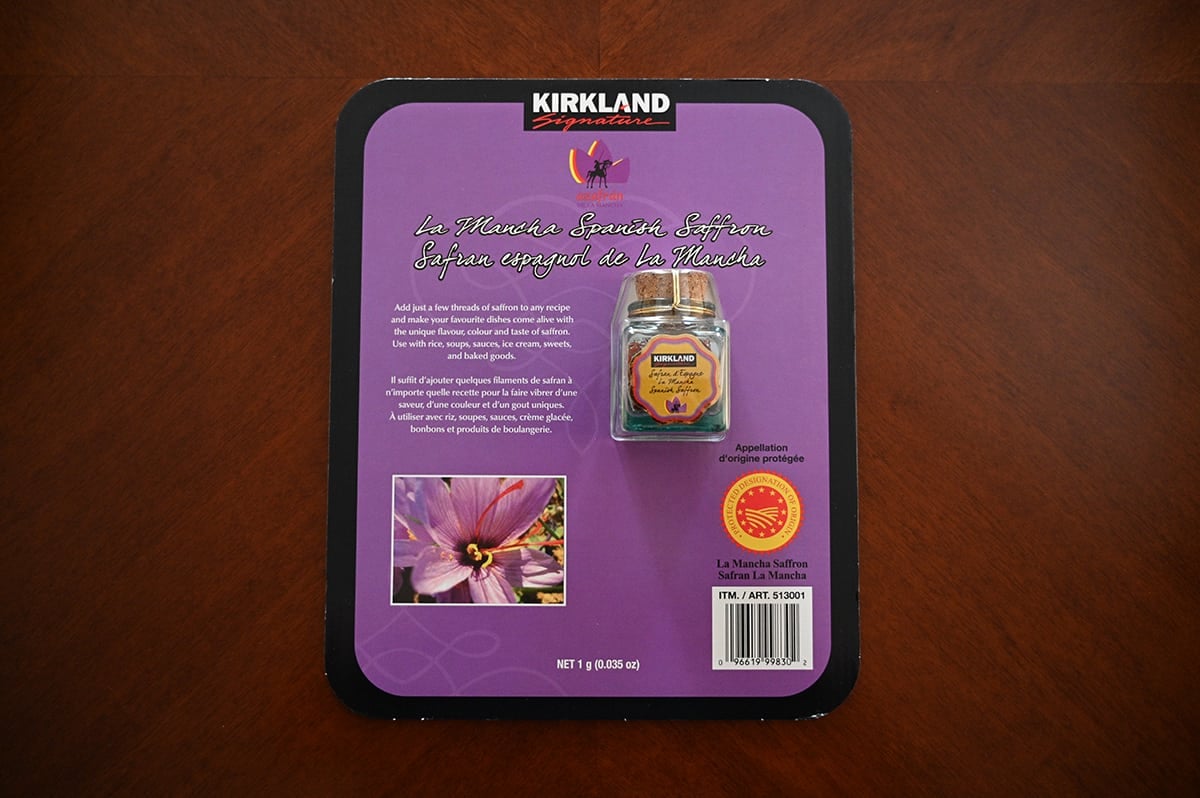 KIRKLAND
Signature
azafrán
DE LA MANCHA
La Mancha Spanish Saffron
Safran espagnol de La Mancha
Add just a few threads of saffron to any recipe
and make your favourite dishes come alive with
the unique flavour, colour and taste of saffron.
Use with rice, soups, sauces, ice cream, sweets,
and baked goods.
Il suffit d'ajouter quelques filaments de safran à
n'importe quelle recette pour la faire vibrer d'une
saveur, d'une couleur et d'un gout uniques.
À utiliser avec riz, soupes, sauces, crème glacée,
bonbons et produits de boulangerie.
KIRKLAND
Signature
Safran d'Espagne
La Mancha
Spanish Saffron
Appellation
d'origine protégée
PROTECTED DESIGNATION OF ORIGIN
La Mancha Saffron
Safran La Mancha
ITM. / ART. 513001
0 96619 99830 2
NET 1 g (0.035 oz)